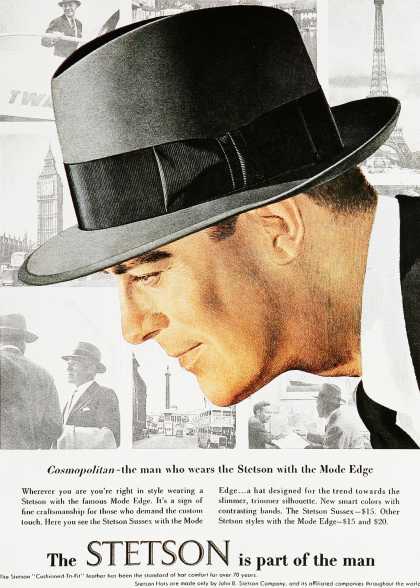 TW
Cosmopolitan-the man who wears the Stetson with the Mode Edge
Wherever you are you're right in style wearing a
Stetson with the famous Mode Edge. It's a sign of
fine craftsmanship for those who demand the custom
touch. Here you see the Stetson Sussex with the Mode
Edge...a hat designed for the trend towards the
slimmer, trimmer silhouette. New smart colors with
contrasting bands. The Stetson Sussex—$15. Other
Stetson styles with the Mode Edge—$15 and $20.
The STETSON is part of the man
The Stetson "Cushioned-To-Fit" leather has been the standard of hat comfort for over 70 years.
Stetson Hats are made only by John B. Stetson Company, and its affiliated companies throughout the world